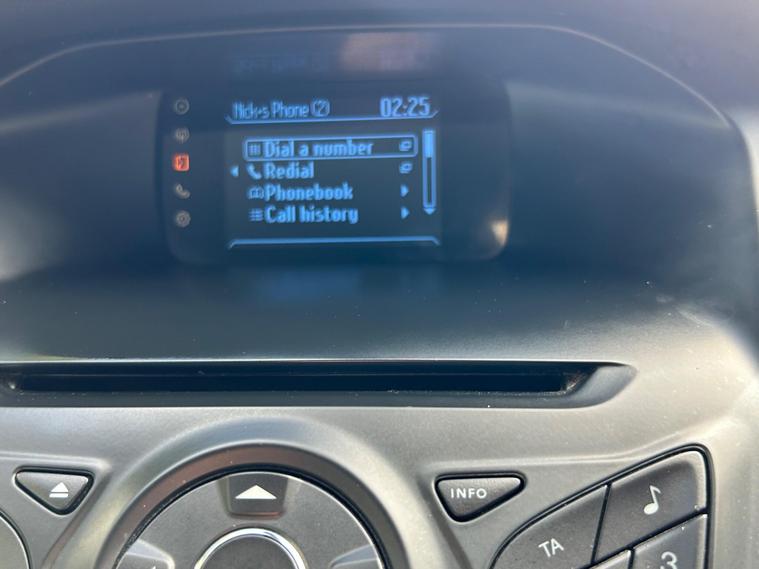 Nick's Phone (2) 02:25
Dial a number
Redial
Phonebook
Call history
INFO
TA
3